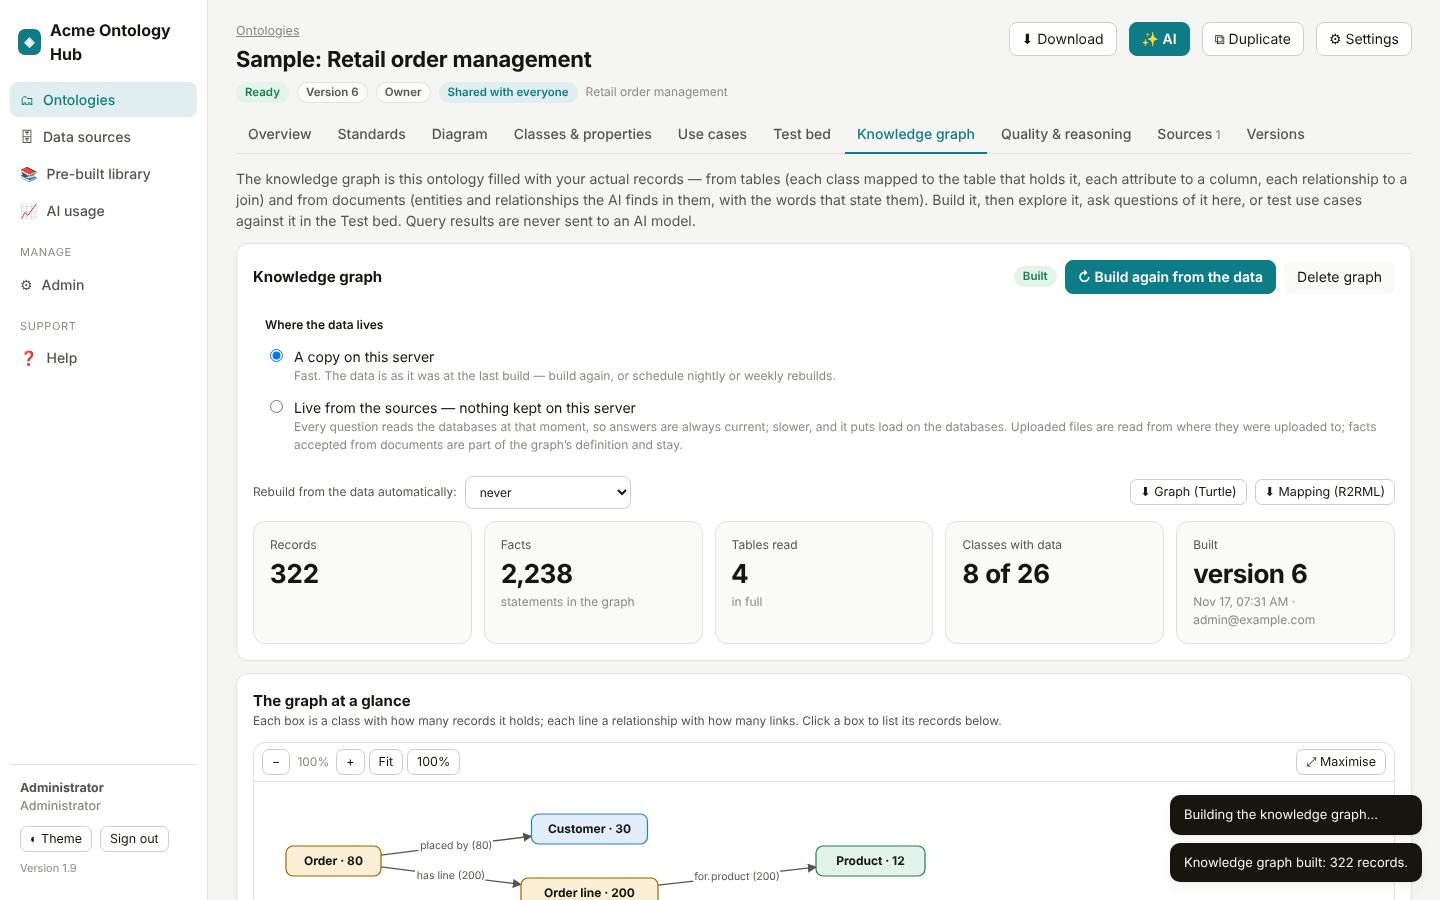 Acme Ontology
Hub
Ontologies
Data sources
Pre-built library
AI usage
MANAGE
Admin
SUPPORT
Help
Administrator
Administrator
Theme
Sign out
Version 1.9
Ontologies
Sample: Retail order management
Download
AI
Duplicate
Settings
Ready
Version 6
Owner
Shared with everyone
Retail order management
Overview
Standards
Diagram
Classes & properties
Use cases
Test bed
Knowledge graph
Quality & reasoning
Sources 1
Versions
The knowledge graph is this ontology filled with your actual records — from tables (each class mapped to the table that holds it, each attribute to a column, each relationship to a
join) and from documents (entities and relationships the AI finds in them, with the words that state them). Build it, then explore it, ask questions of it here, or test use cases
against it in the Test bed. Query results are never sent to an AI model.
Knowledge graph
Built
↻ Build again from the data
Delete graph
Where the data lives
A copy on this server
Fast. The data is as it was at the last build — build again, or schedule nightly or weekly rebuilds.
Live from the sources — nothing kept on this server
Every question reads the databases at that moment, so answers are always current; slower, and it puts load on the databases. Uploaded files are read from where they were uploaded to; facts
accepted from documents are part of the graph's definition and stay.
Rebuild from the data automatically:
never
Graph (Turtle)
Mapping (R2RML)
Records
322
Facts
2,238
statements in the graph
Tables read
4
in full
Classes with data
8 of 26
Built
version 6
Nov 17, 07:31 AM ·
admin@example.com
The graph at a glance
Each box is a class with how many records it holds; each line a relationship with how many links. Click a box to list its records below.
−
100%
+
Fit
100%
Maximise
Customer · 30
placed by (80)
Order · 80
Product · 12
has line (200)
for product (200)
Order line · 200
Building the knowledge graph…
Knowledge graph built: 322 records.